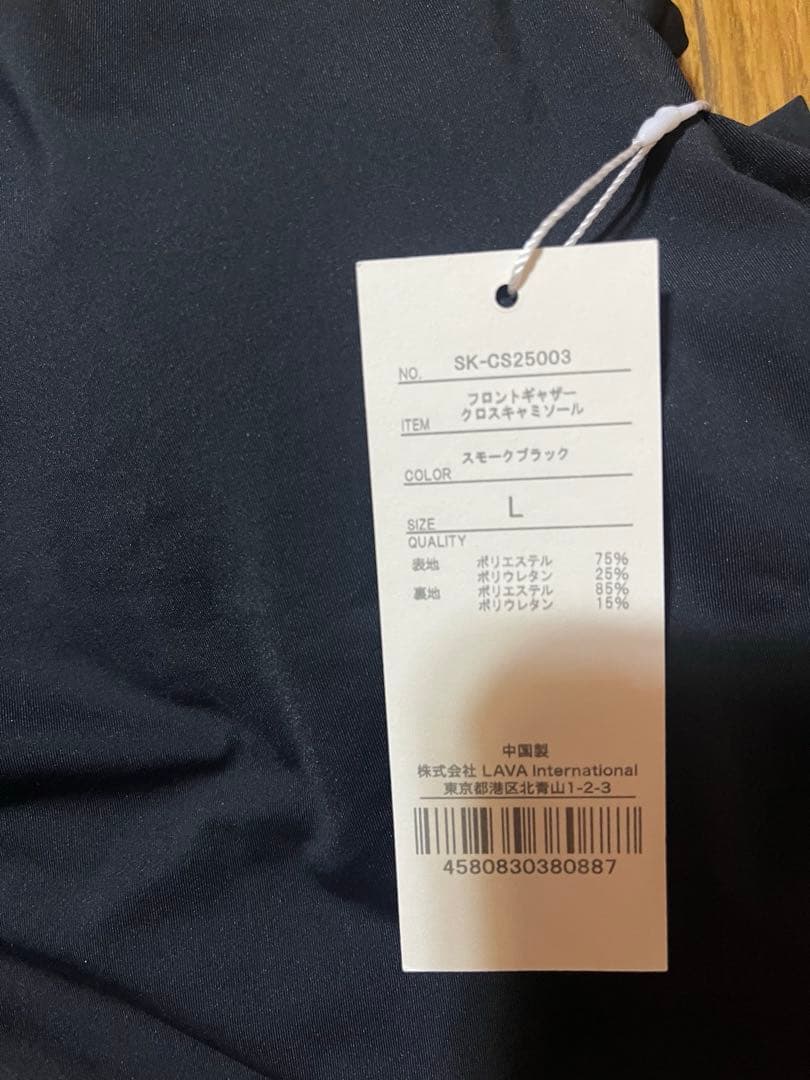 NO. SK-CS25003
フロントギャザー
ITEM クロスキャミソール
COLOR スモークブラック
SIZE L
QUALITY
表地 ポリエステル 75%
ポリウレタン 25%
裏地 ポリエステル 85%
ポリウレタン 15%
中国製
株式会社 LAVA International
東京都港区北青山1-2-3
4580830380887